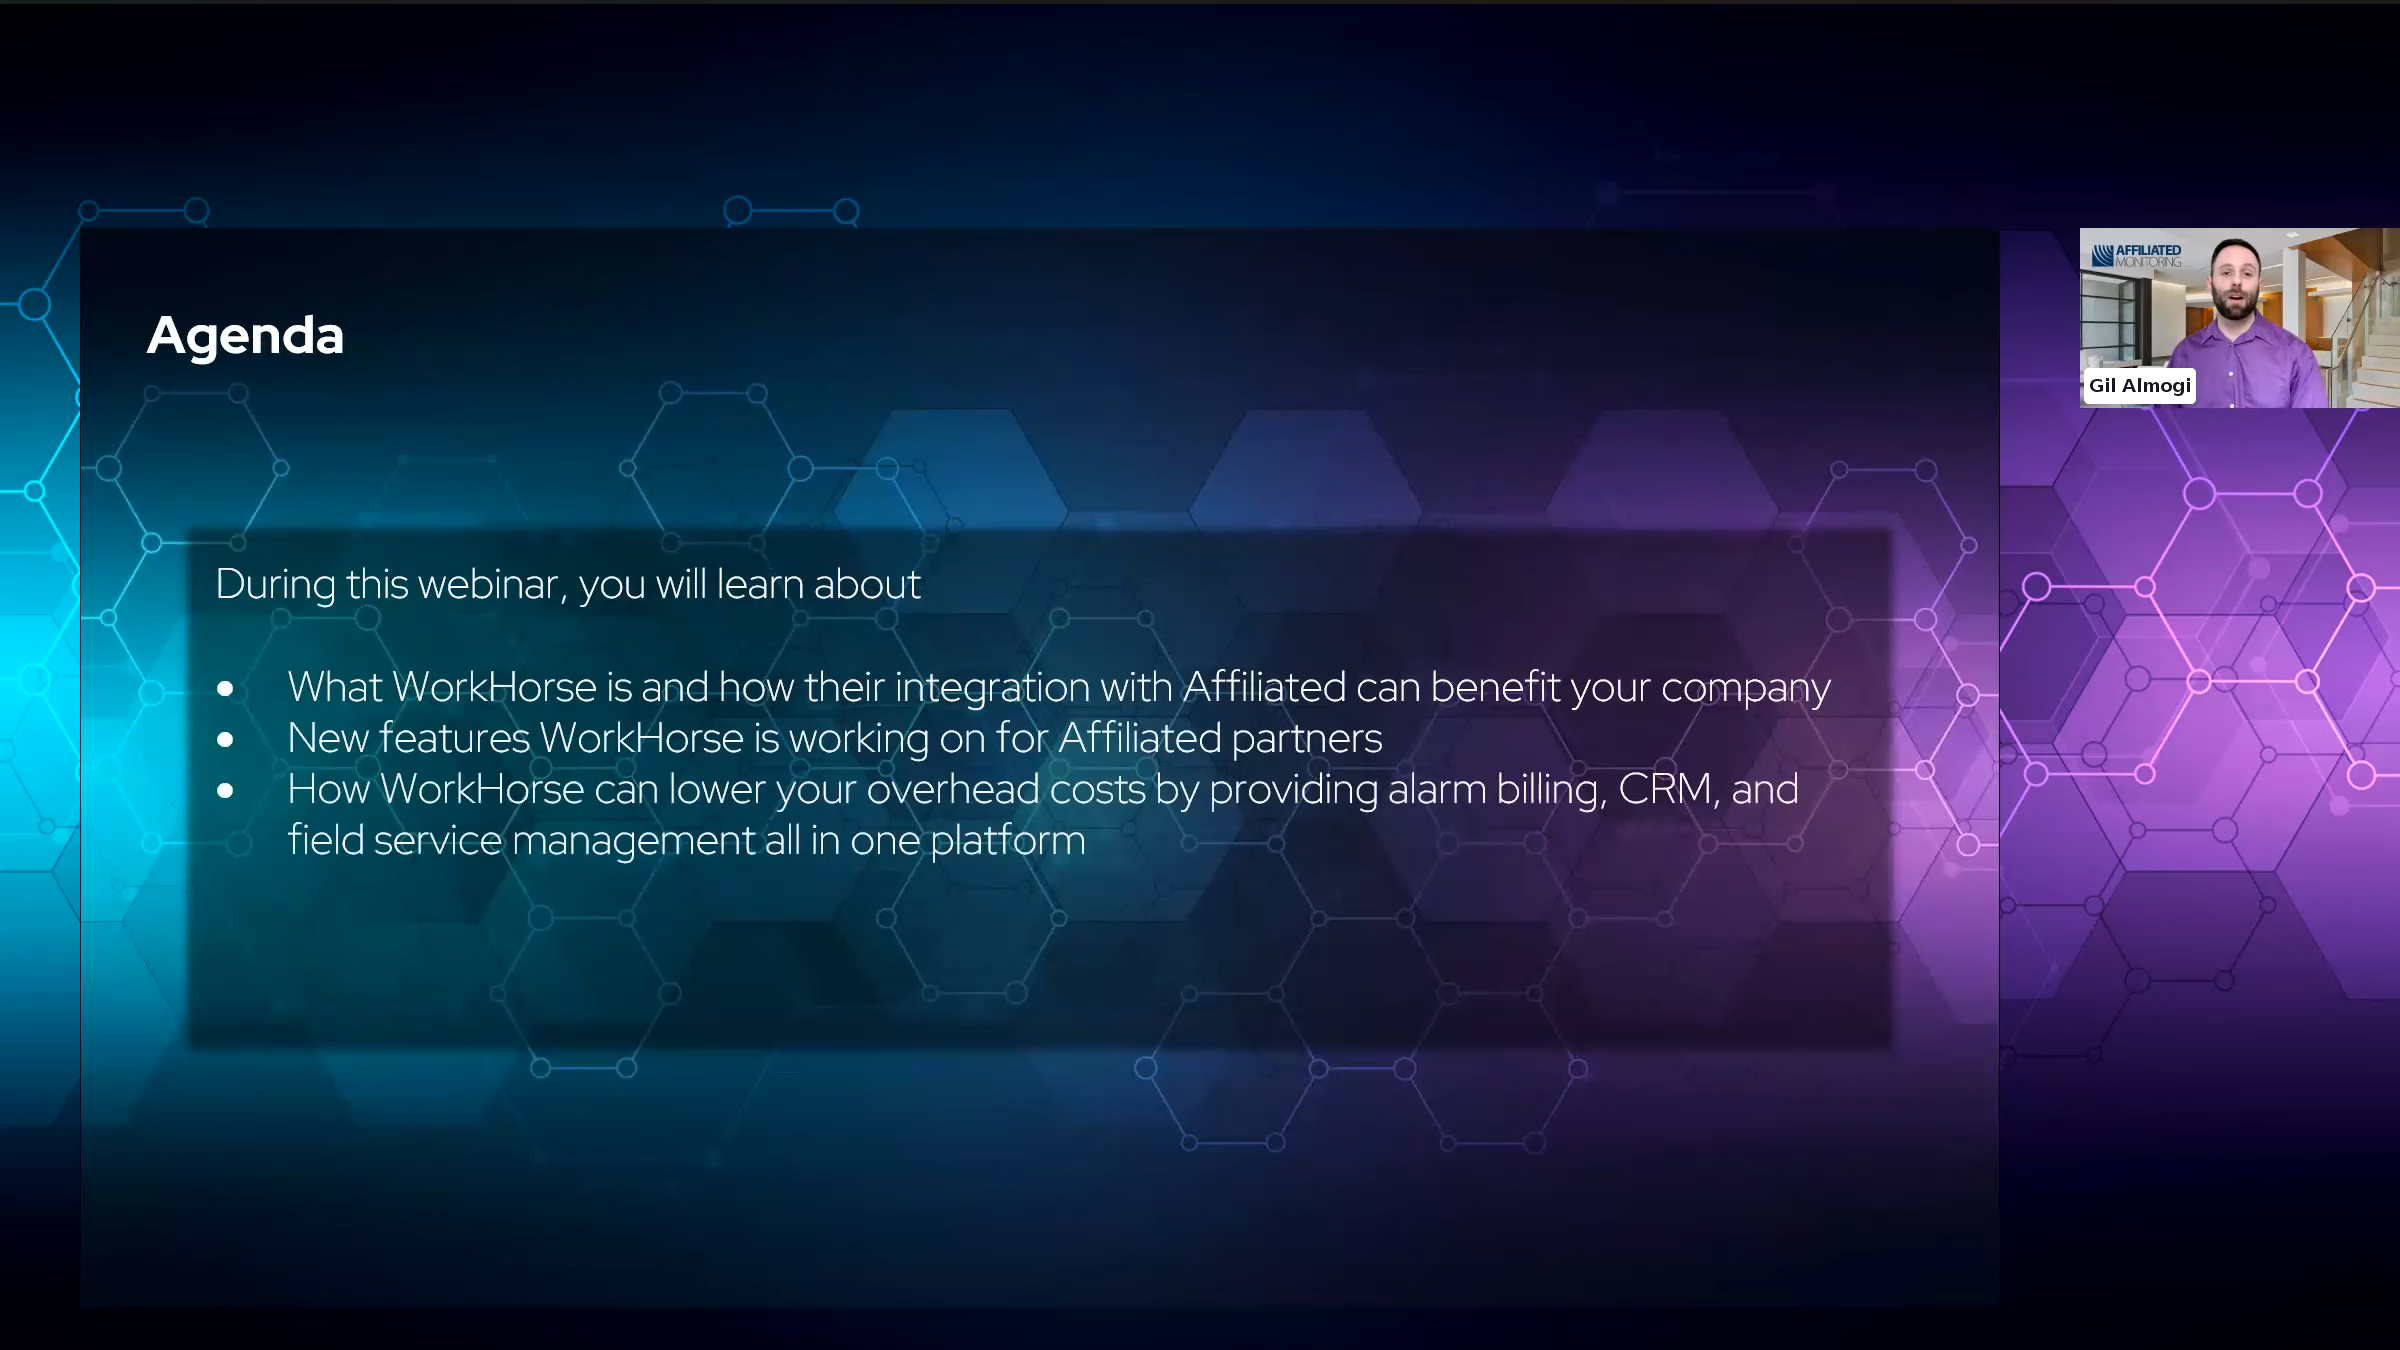 Agenda
AFFILIATED
MONITORING
Gil Almogi
During this webinar, you will learn about
● What WorkHorse is and how their integration with Affiliated can benefit your company
● New features WorkHorse is working on for Affiliated partners
● How WorkHorse can lower your overhead costs by providing alarm billing, CRM, and
field service management all in one platform